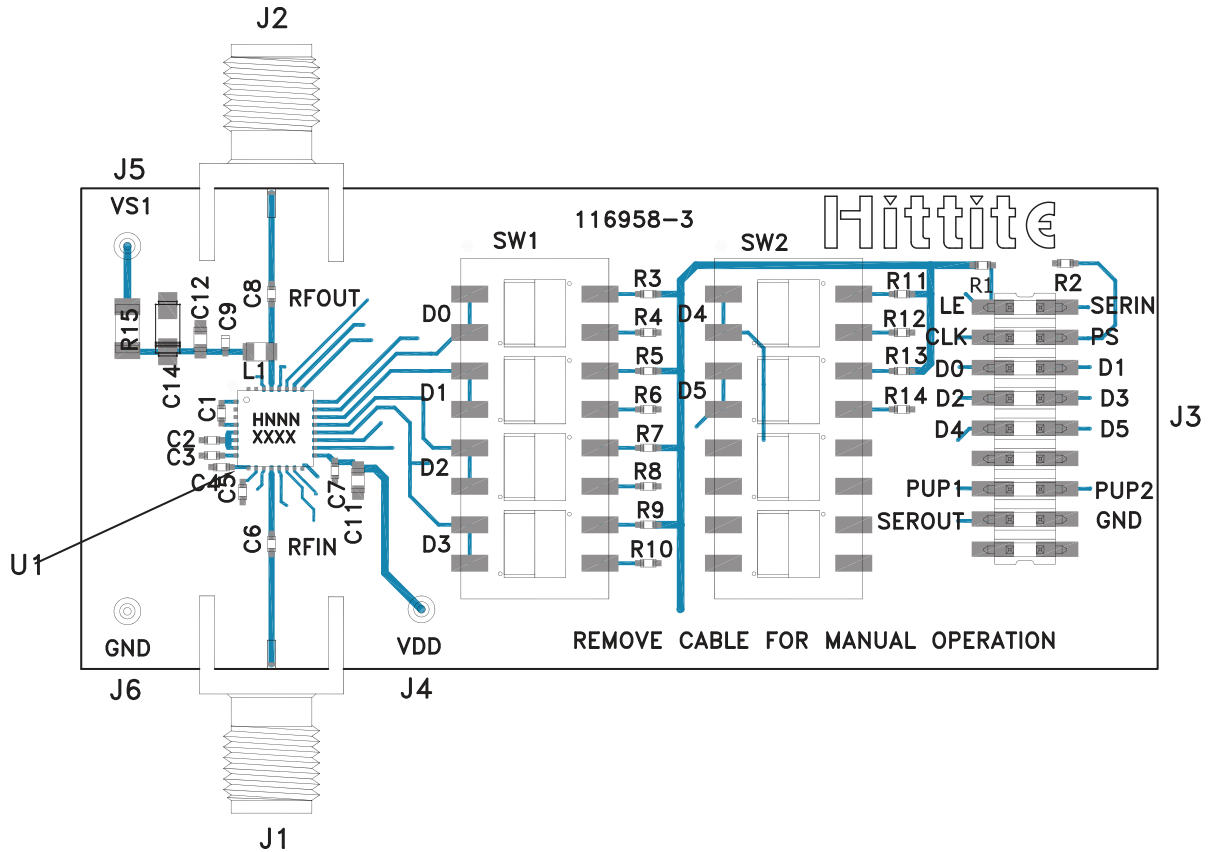 J2
J5
VS1
116958-3
Hittite
SW1
SW2
R3
R11
R1
R2
C12
C8
RFOUT
D0
D4
LE
SERIN
R15
C9
R4
R12
CLK
PS
C14
L1
R5
R13
D0
D1
D1
D5
C1
HNNN
XXXX
R6
R14
D2
D3
J3
C2
C3
R7
D4
D5
D2
C4
C5
C7
C11
R8
PUP1
PUP2
C6
RFIN
R9
SEROUT
GND
D3
R10
U1
GND
VDD
REMOVE CABLE FOR MANUAL OPERATION
J6
J4
J1